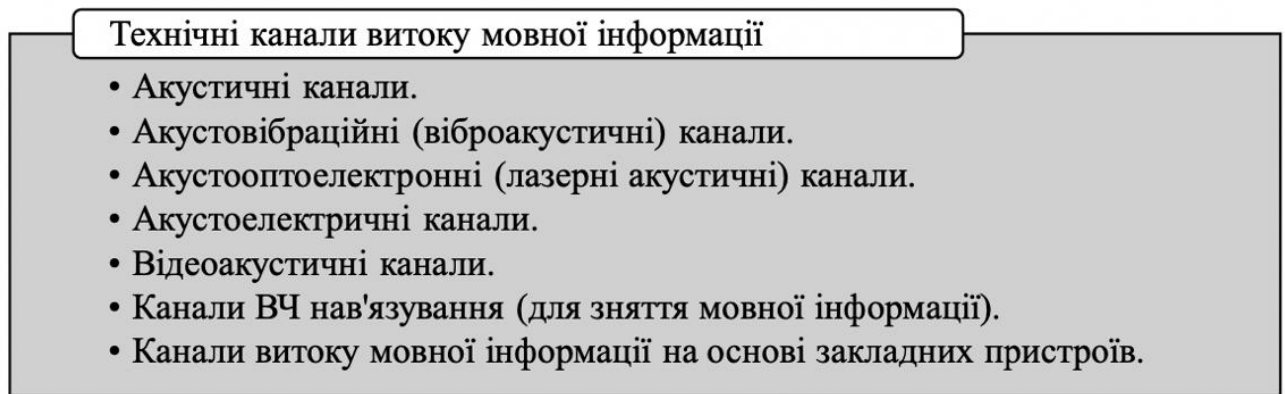 Технічні канали витоку мовної інформації
• Акустичні канали.
• Акустовібраційні (віброакустичні) канали.
• Акустооптоелектронні (лазерні акустичні) канали.
• Акустоелектричні канали.
• Відеоакустичні канали.
• Канали ВЧ нав'язування (для зняття мовної інформації).
• Канали витоку мовної інформації на основі закладних пристроїв.